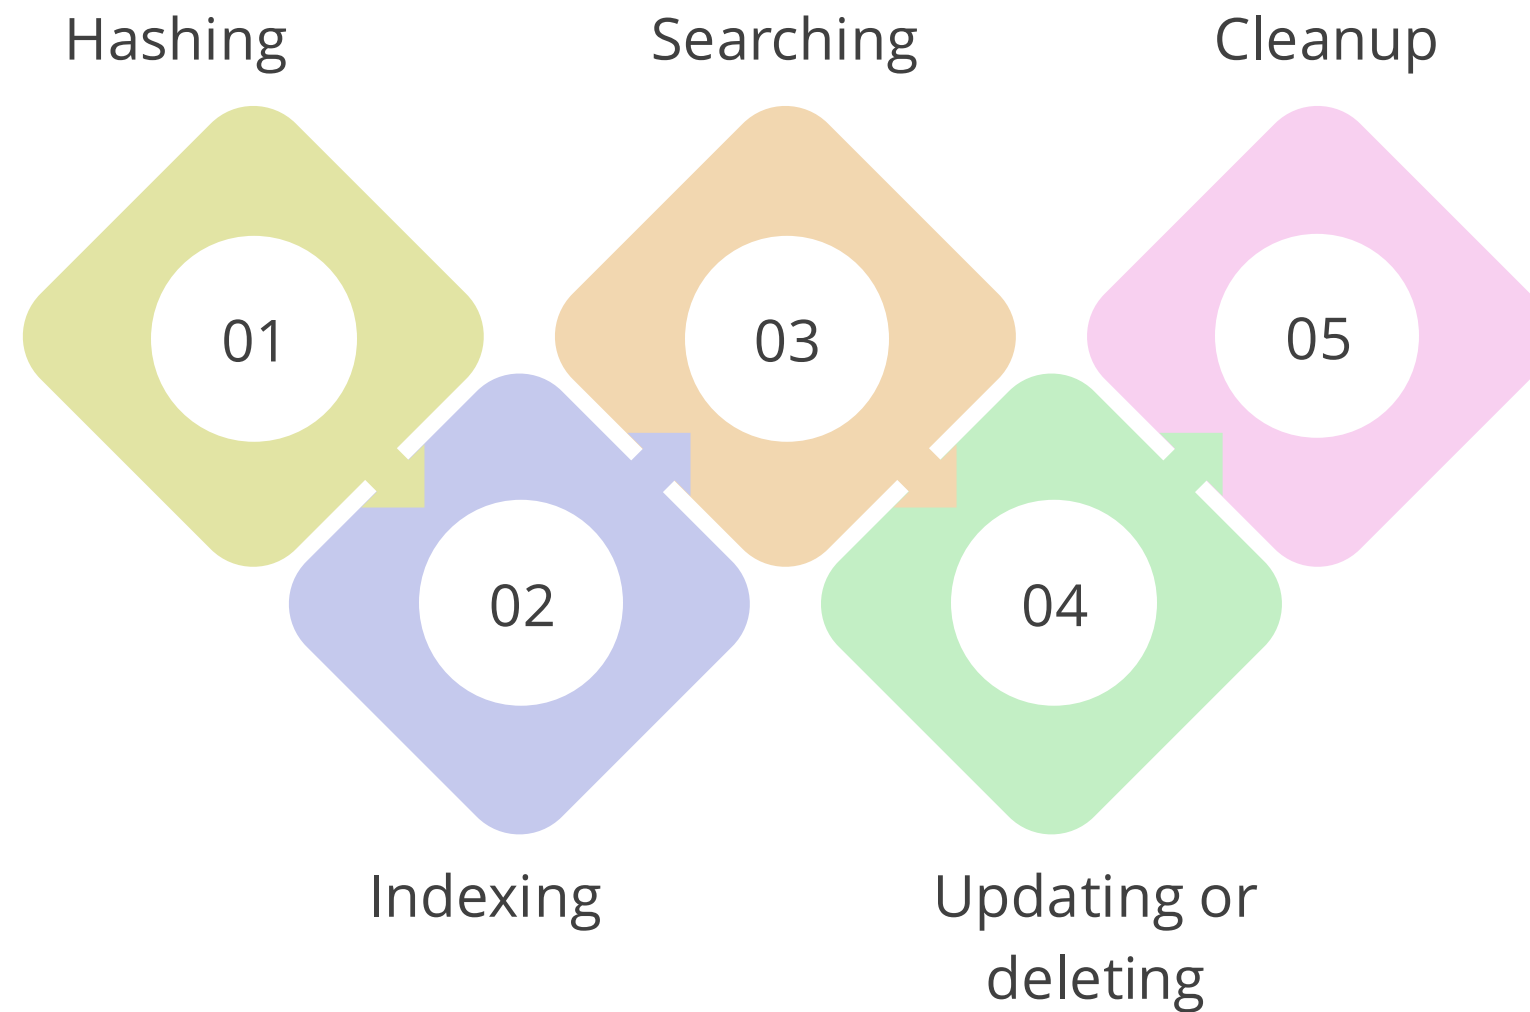 Hashing
Searching
Cleanup
01
03
05
02
04
Indexing
Updating or
deleting